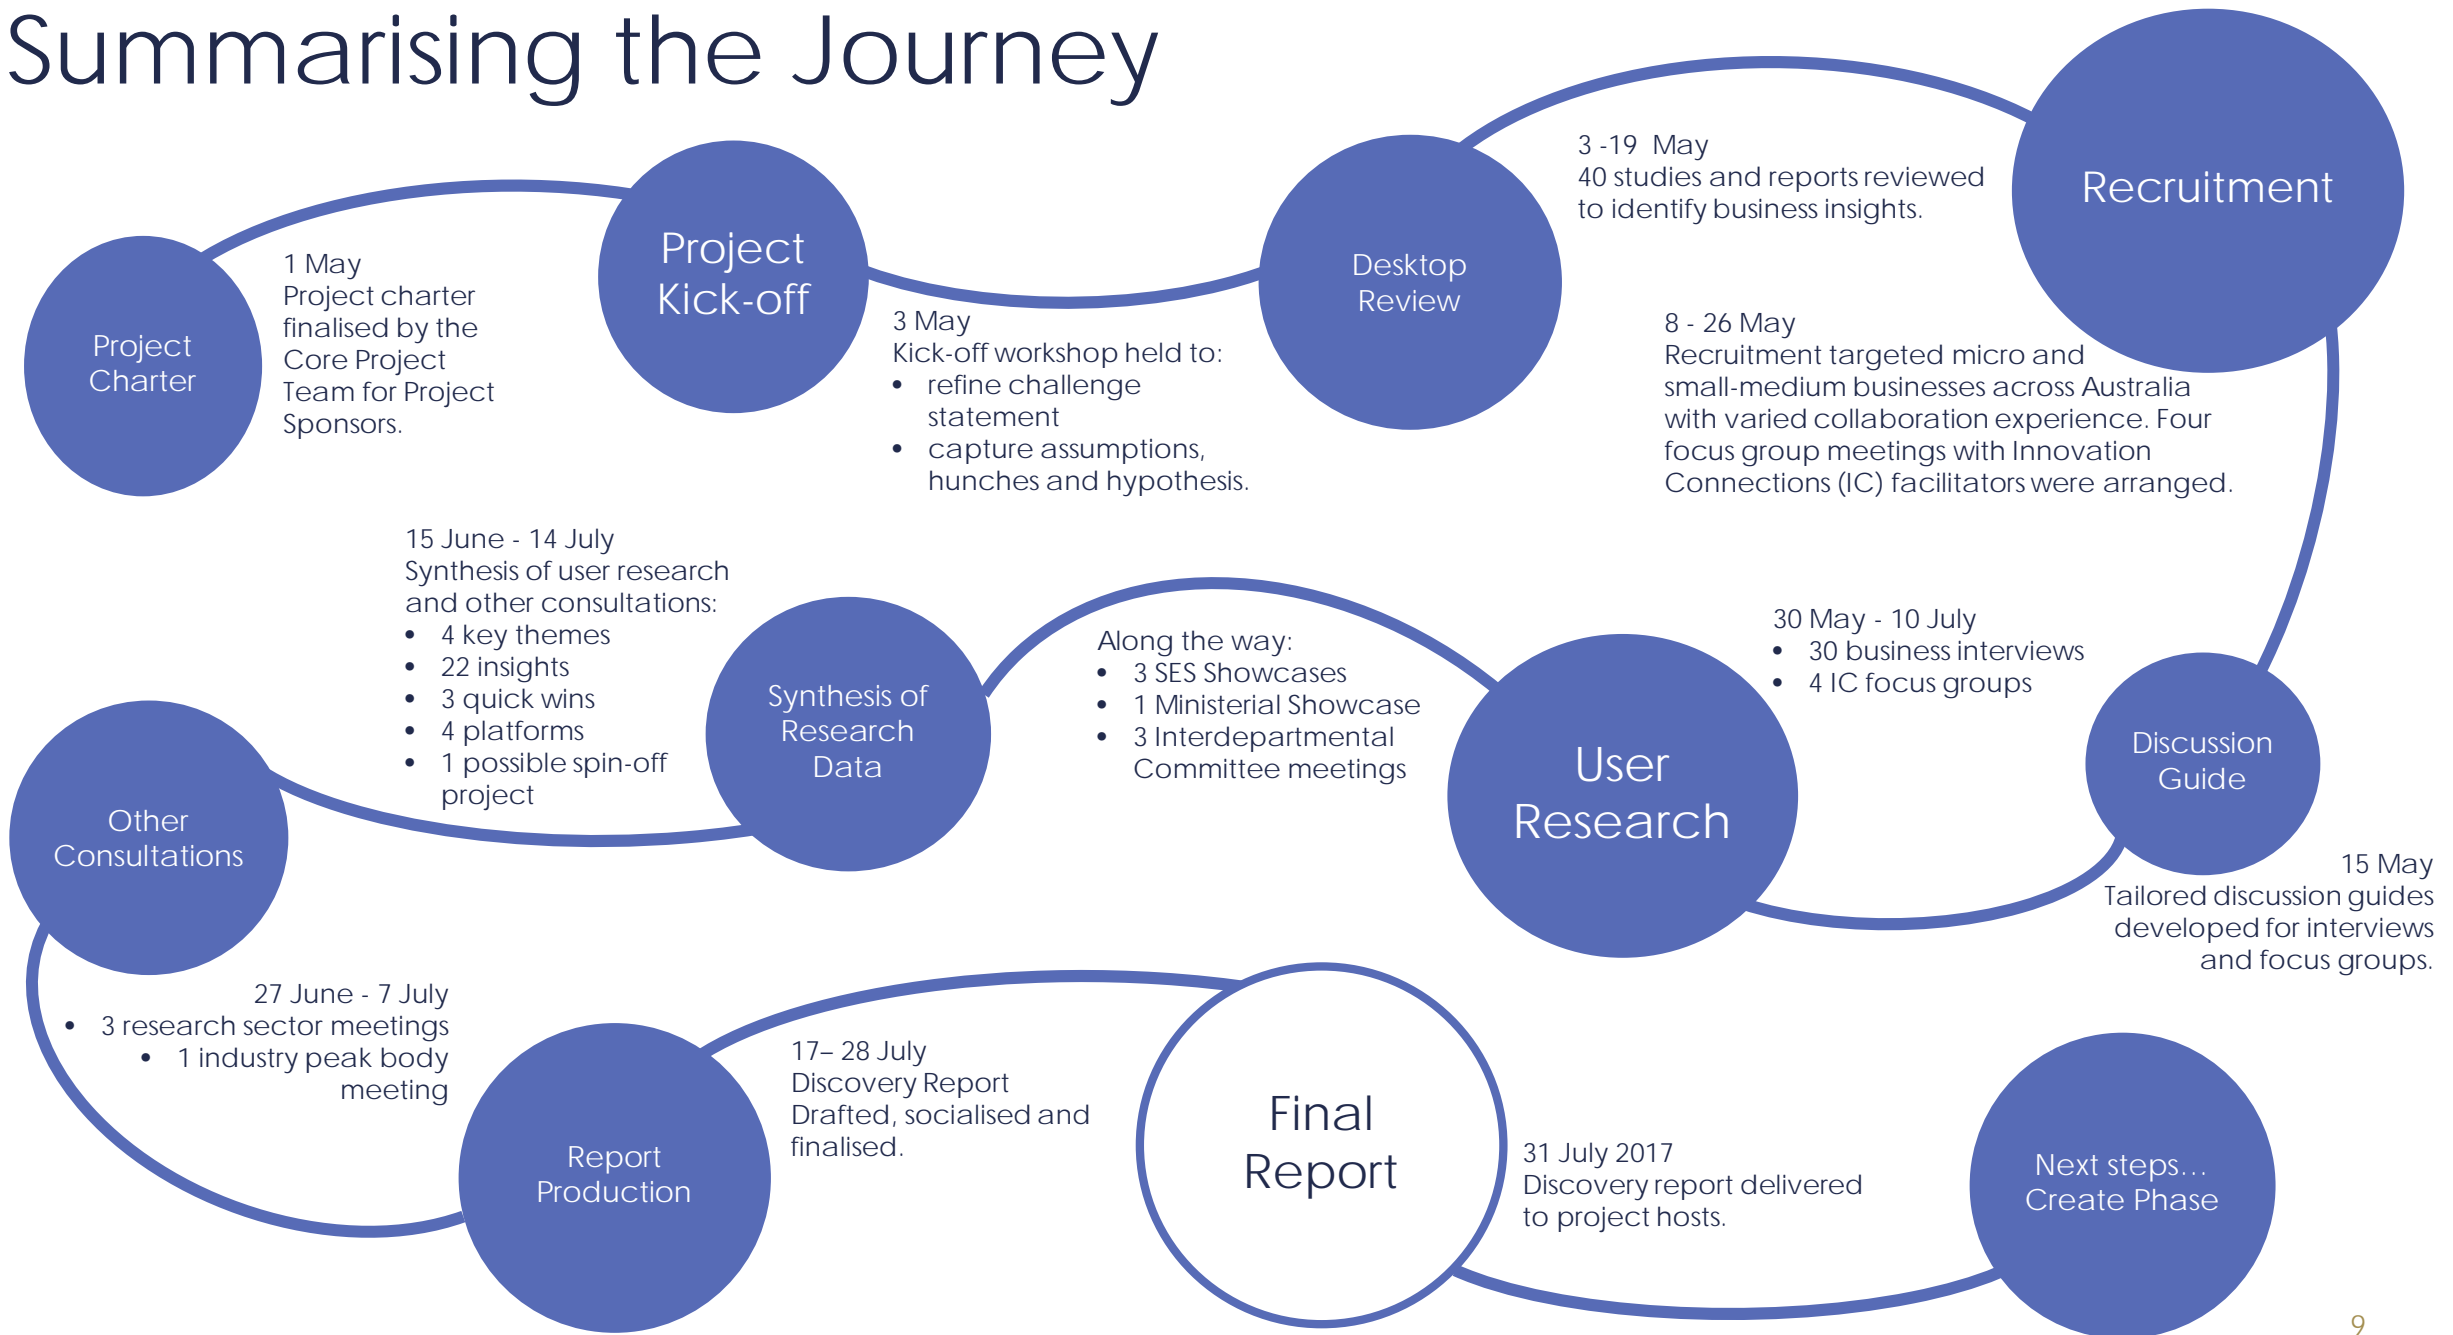 Summarising the Journey
Project
Charter
1 May
Project charter
finalised by the
Core Project
Team for Project
Sponsors.
Project
Kick-off
3 May
Kick-off workshop held to:
• refine challenge
statement
• capture assumptions,
hunches and hypothesis.
Desktop
Review
3 -19 May
40 studies and reports reviewed
to identify business insights.
Recruitment
8 - 26 May
Recruitment targeted micro and
small-medium businesses across Australia
with varied collaboration experience. Four
focus group meetings with Innovation
Connections (IC) facilitators were arranged.
Discussion
Guide
15 May
Tailored discussion guides
developed for interviews
and focus groups.
30 May - 10 July
• 30 business interviews
• 4 IC focus groups
User
Research
Along the way:
• 3 SES Showcases
• 1 Ministerial Showcase
• 3 Interdepartmental
Committee meetings
Synthesis of
Research
Data
15 June - 14 July
Synthesis of user research
and other consultations:
• 4 key themes
• 22 insights
• 3 quick wins
• 4 platforms
• 1 possible spin-off
project
Other
Consultations
27 June - 7 July
• 3 research sector meetings
• 1 industry peak body
meeting
Report
Production
17– 28 July
Discovery Report
Drafted, socialised and
finalised.
Final
Report
31 July 2017
Discovery report delivered
to project hosts.
Next steps…
Create Phase
9